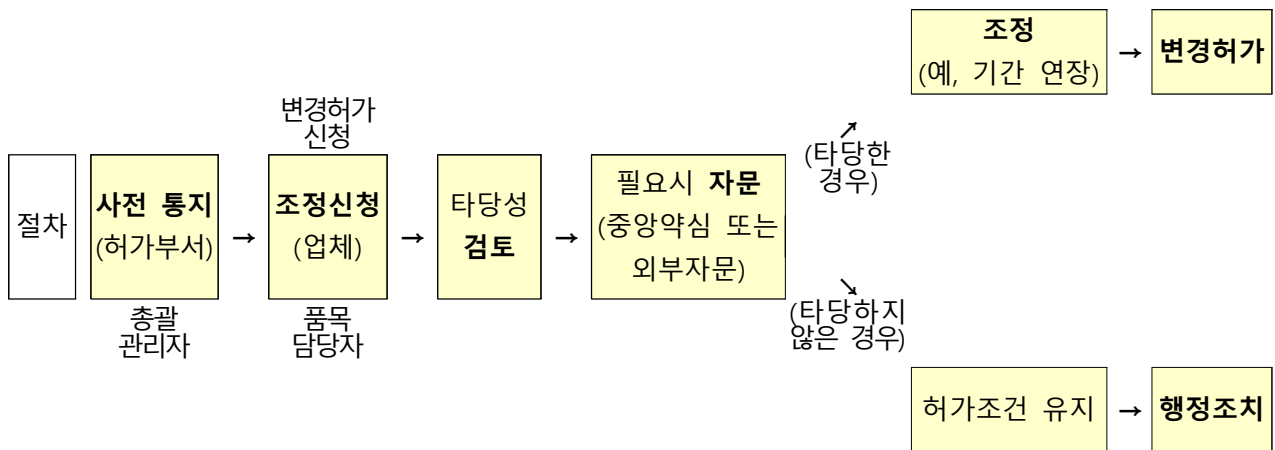 절차
사전 통지
(허가부서)
총괄
관리자
→
변경허가
신청
조정신청
(업체)
품목
담당자
→
타당성
검토
→
필요시 자문
(중앙약심 또는
외부자문)
↗
(타당한
경우)
조정
(예, 기간 연장)
→
변경허가
↘
(타당하지
않은 경우)
허가조건 유지
→
행정조치